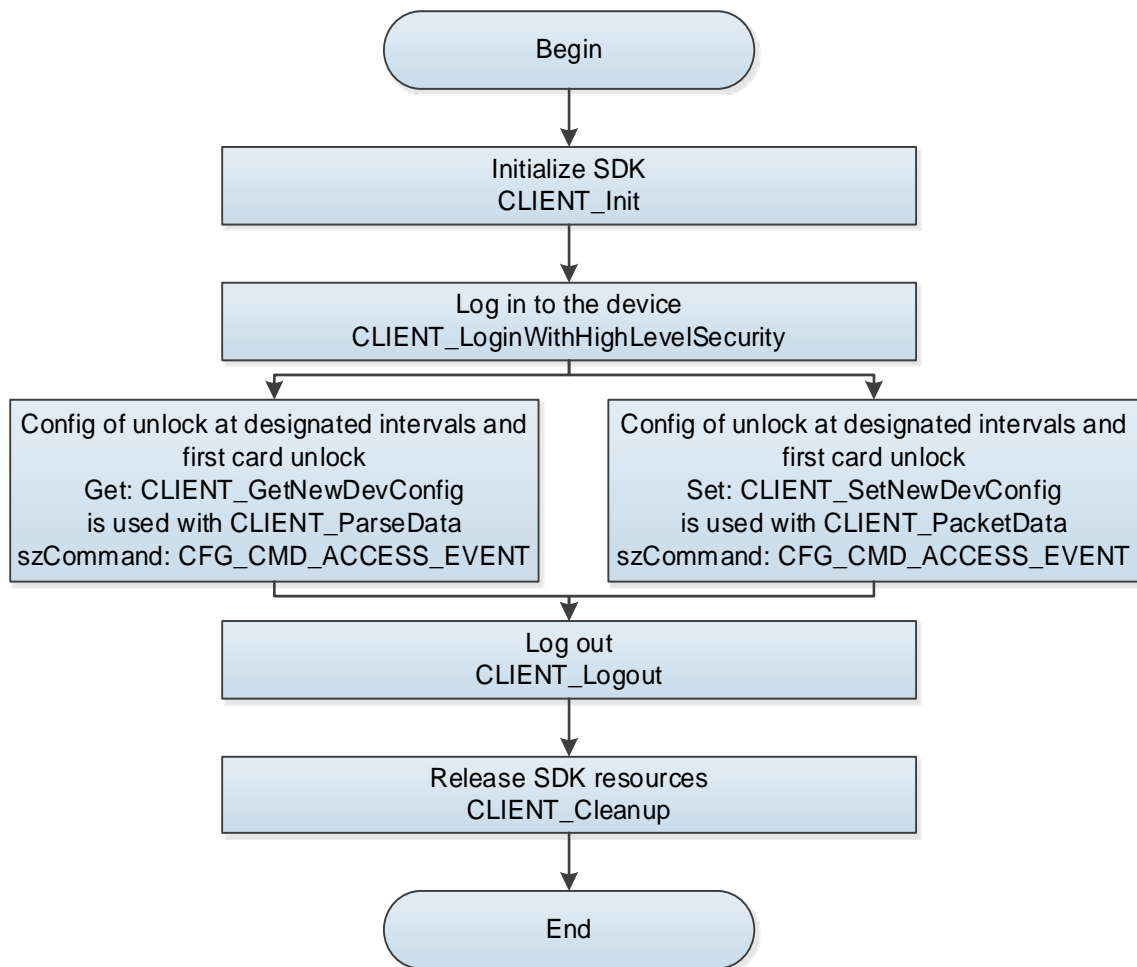 Begin
Initialize SDK
CLIENT_Init
Log in to the device
CLIENT_LoginWithHighLevelSecurity
Config of unlock at designated intervals and
first card unlock
Get: CLIENT_GetNewDevConfig
is used with CLIENT_ParseData
szCommand: CFG_CMD_ACCESS_EVENT
Config of unlock at designated intervals and
first card unlock
Set: CLIENT_SetNewDevConfig
is used with CLIENT_PacketData
szCommand: CFG_CMD_ACCESS_EVENT
Log out
CLIENT_Logout
Release SDK resources
CLIENT_Cleanup
End